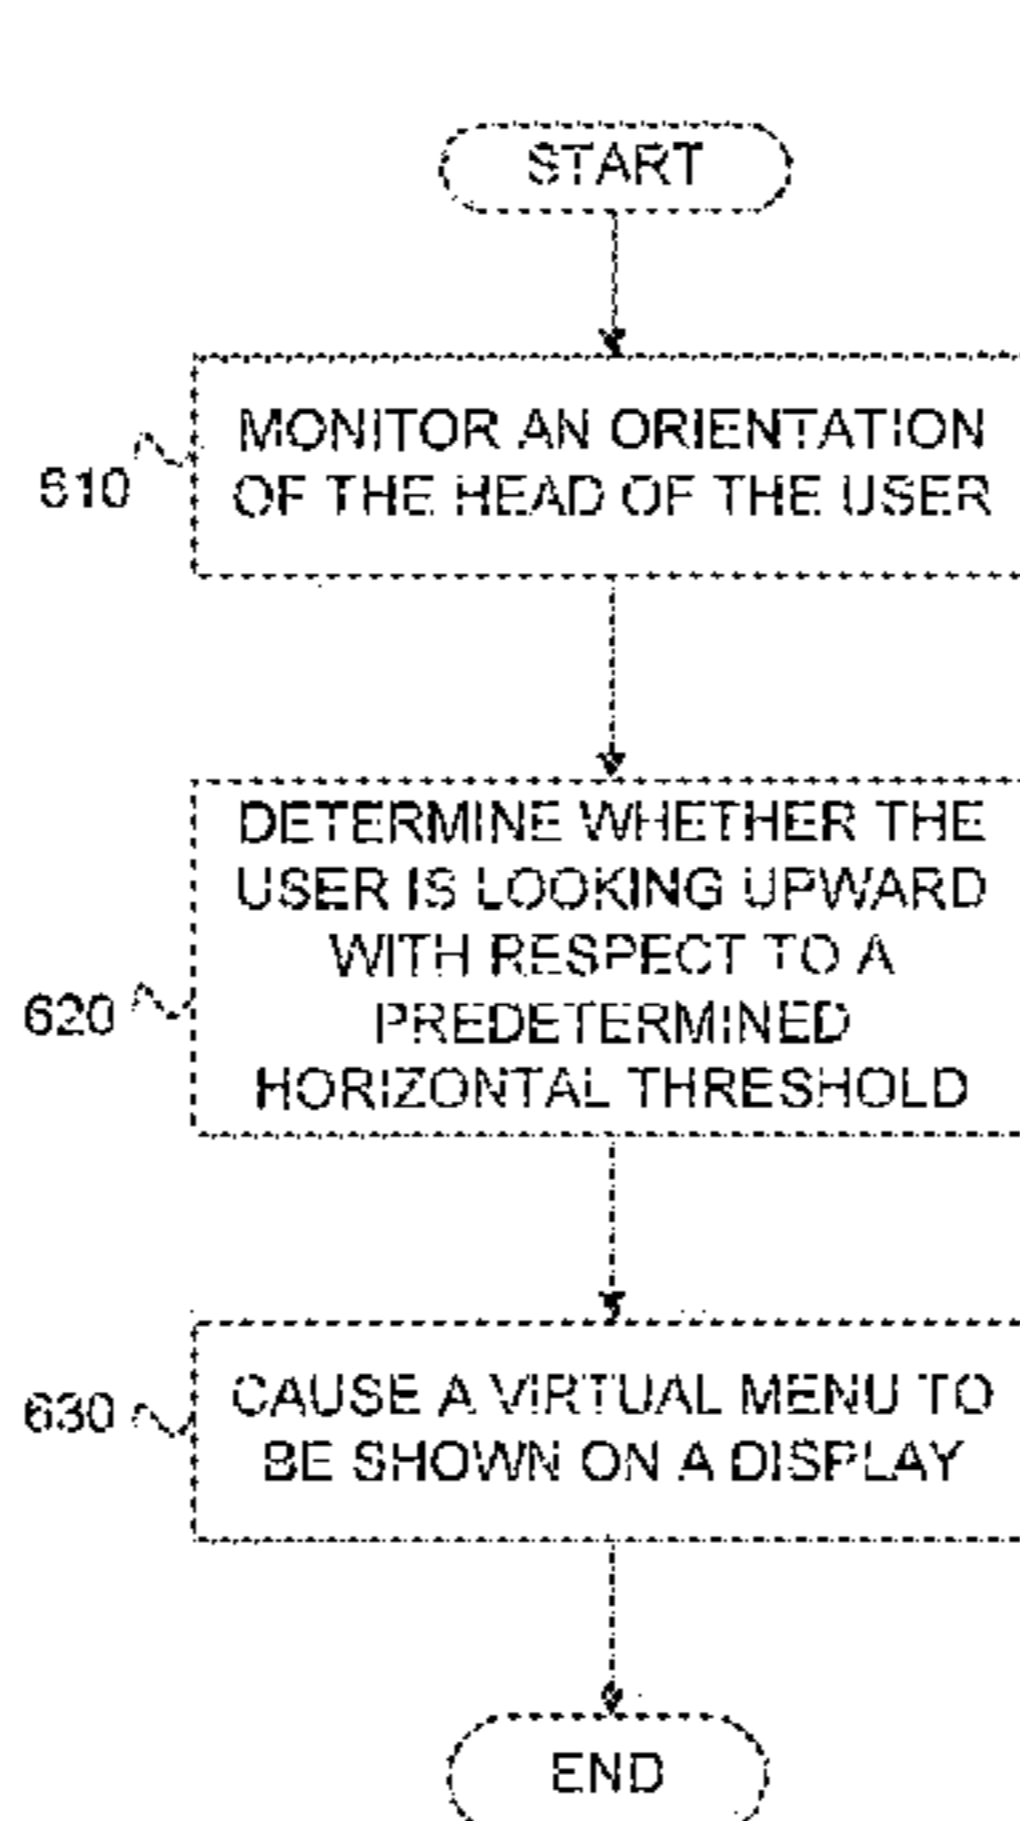 START
MONITOR AN ORIENTATION
OF THE HEAD OF THE USER
610
DETERMINE WHETHER THE
USER IS LOOKING UPWARD
WITH RESPECT TO A
PREDETERMINED
HORIZONTAL THRESHOLD
620
CAUSE A VIRTUAL MENU TO
BE SHOWN ON A DISPLAY
630
END